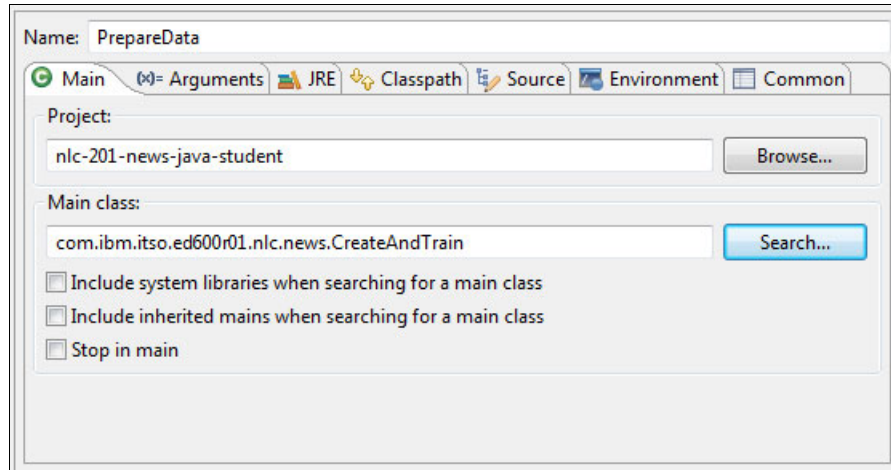 Name: PrepareData
Main (x)= Arguments JRE Classpath Source Environment Common
Project:
nlc-201-news-java-student Browse...
Main class:
com.ibm.itso.ed600r01.nlc.news.CreateAndTrain Search...
Include system libraries when searching for a main class
Include inherited mains when searching for a main class
Stop in main